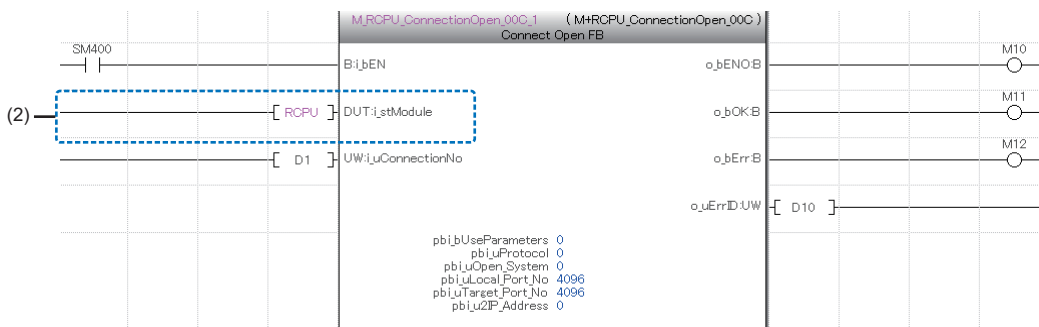 M_RCPU_ConnectionOpen_00C_1 ( M+RCPU_ConnectionOpen_00C )
Connect Open FB
SM400
B:i_bEN
o_bENO:B
M10
(2)
RCPU
DUT:i_stModule
o_bOK:B
M11
D1
UW:i_uConnectionNo
o_bErr:B
M12
o_uErrID:UW
D10
pbi_bUseParameters 0
pbi_uProtocol 0
pbi_uOpen_System 0
pbi_uLocal_Port_No 4096
pbi_uTarget_Port_No 4096
pbi_u2IP_Address 0